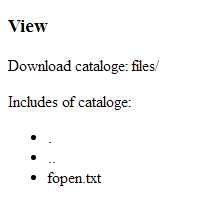 View
Download cataloge: files/
Includes of cataloge:
.
..
fopen.txt